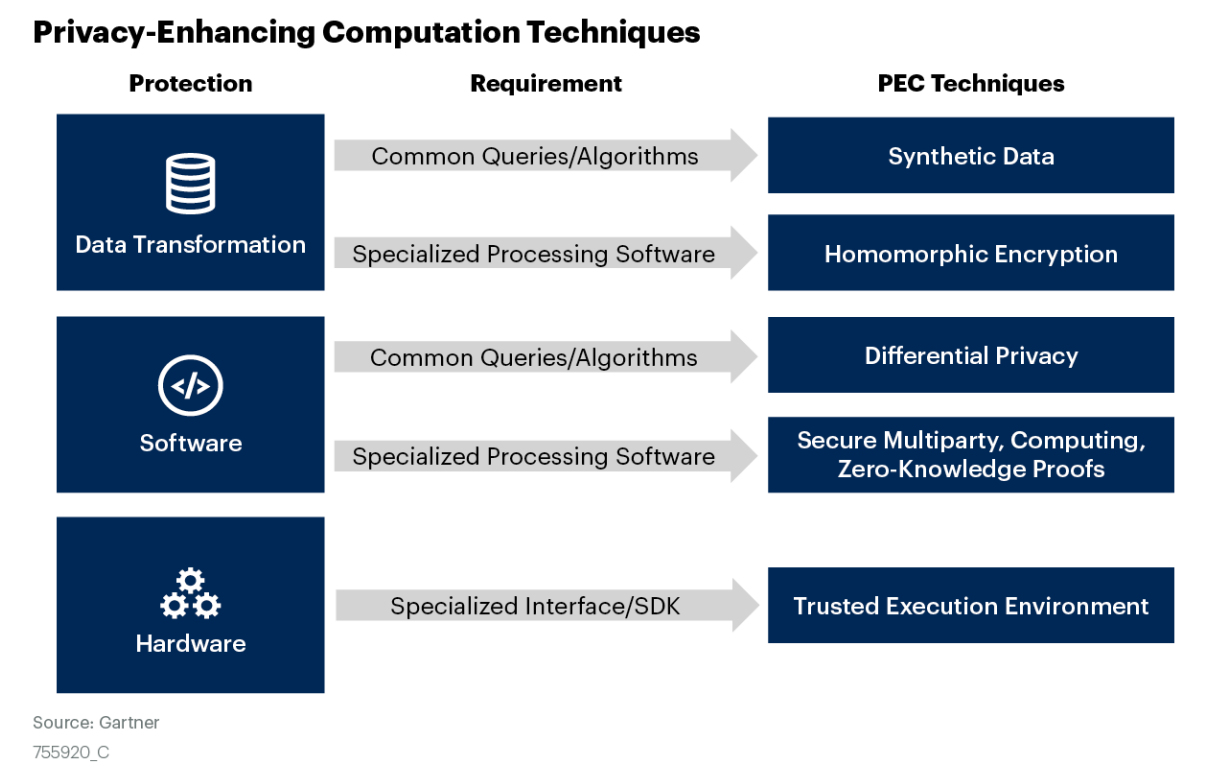 Privacy-Enhancing Computation Techniques
Protection
Requirement
PEC Techniques
Data Transformation
Common Queries/Algorithms
Synthetic Data
Specialized Processing Software
Homomorphic Encryption
</>
Software
Common Queries/Algorithms
Differential Privacy
Specialized Processing Software
Secure Multiparty, Computing,
Zero-Knowledge Proofs
Hardware
Specialized Interface/SDK
Trusted Execution Environment
Source: Gartner
755920_C